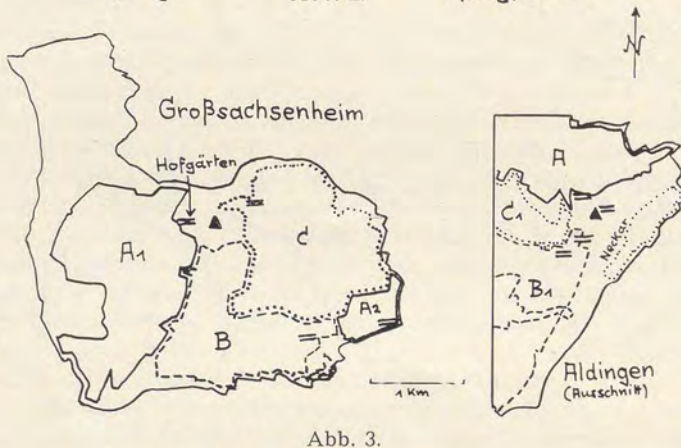 N
Großsachsenheim
Hofgärten
A
A1
C
C1
Neckar
B1
A2
B
Aldingen
(Ausschnitt)
1 Km
Abb. 3.